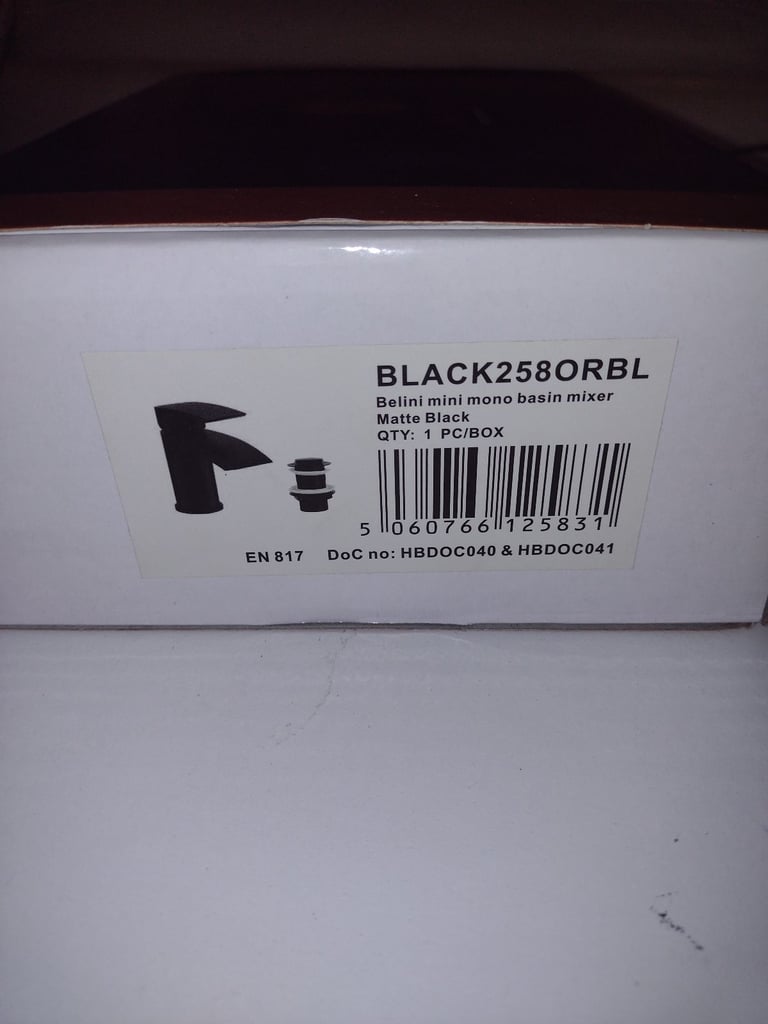 BLACK258ORBL
Belini mini mono basin mixer
Matte Black
QTY: 1 PC/BOX
5 060766 125831
EN 817 DoC no: HBDOC040 & HBDOC041